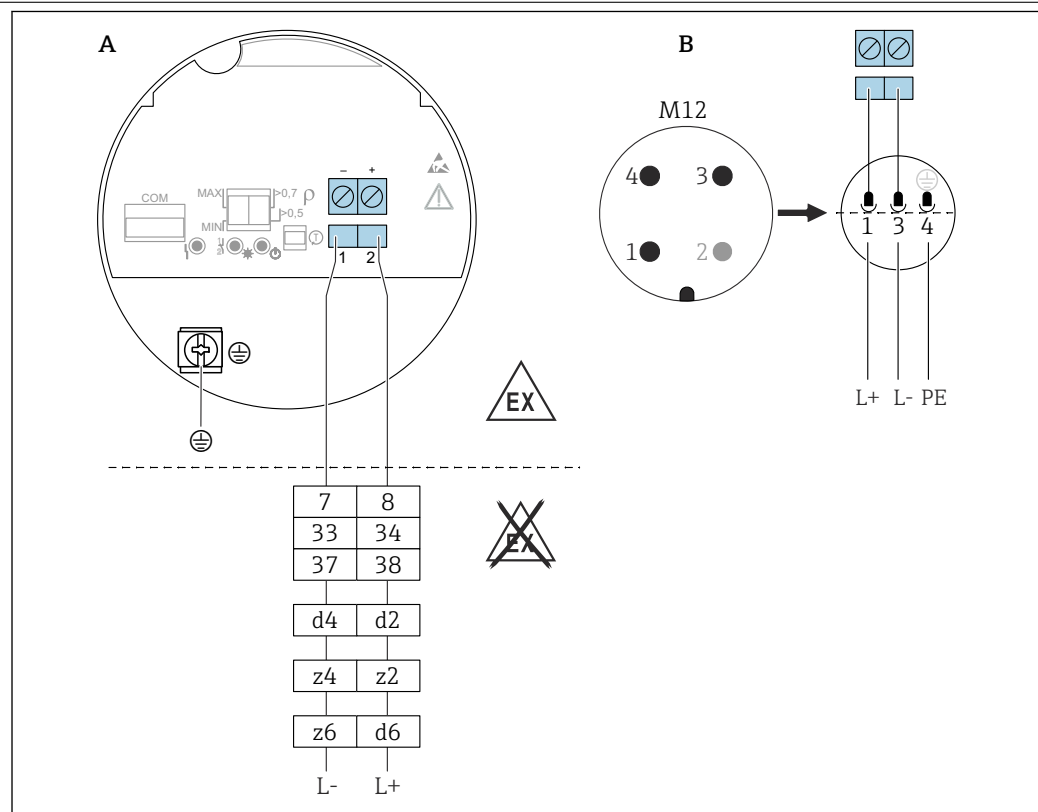 A
B
M12
– +
COM
MAX
>0,7 ρ
>0,5
MIN
1 2
4 3
1 2
1 3 4
L+ L- PE
EX
7 8
33 34
37 38
EX
d4 d2
z4 z2
z6 d6
L- L+